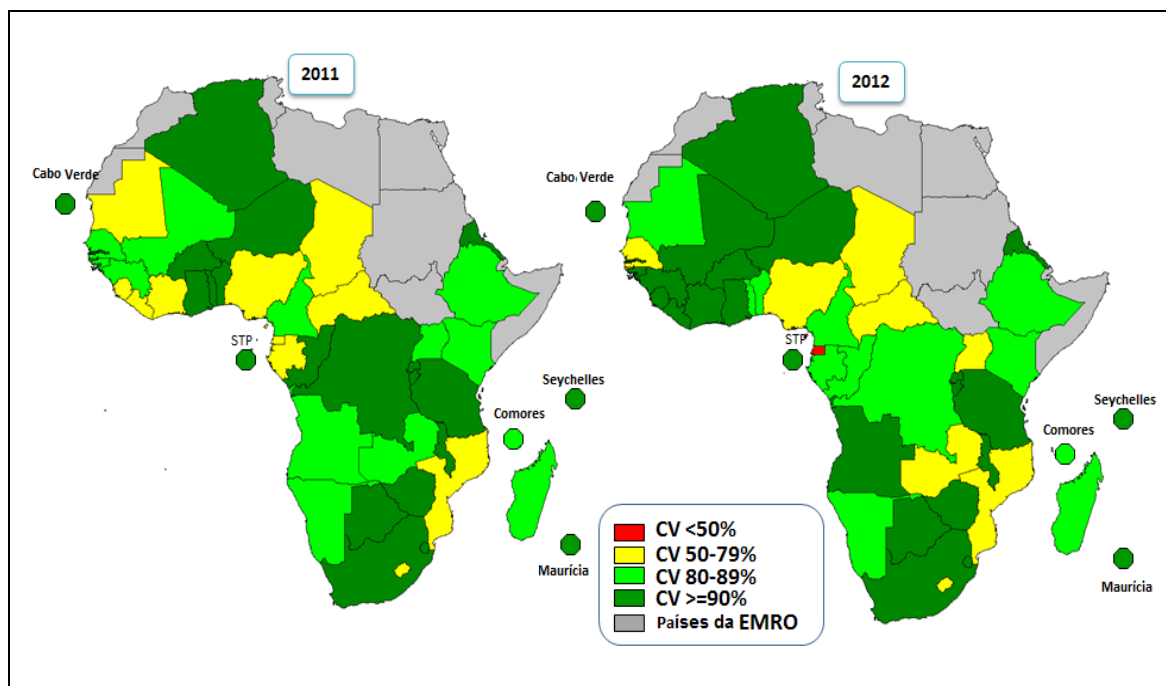 2011
2012
Cabo Verde
Cabo Verde
STP
STP
Seychelles
Seychelles
Comores
Comores
Maurícia
Maurícia
CV <50%
CV 50-79%
CV 80-89%
CV >=90%
Países da EMRO